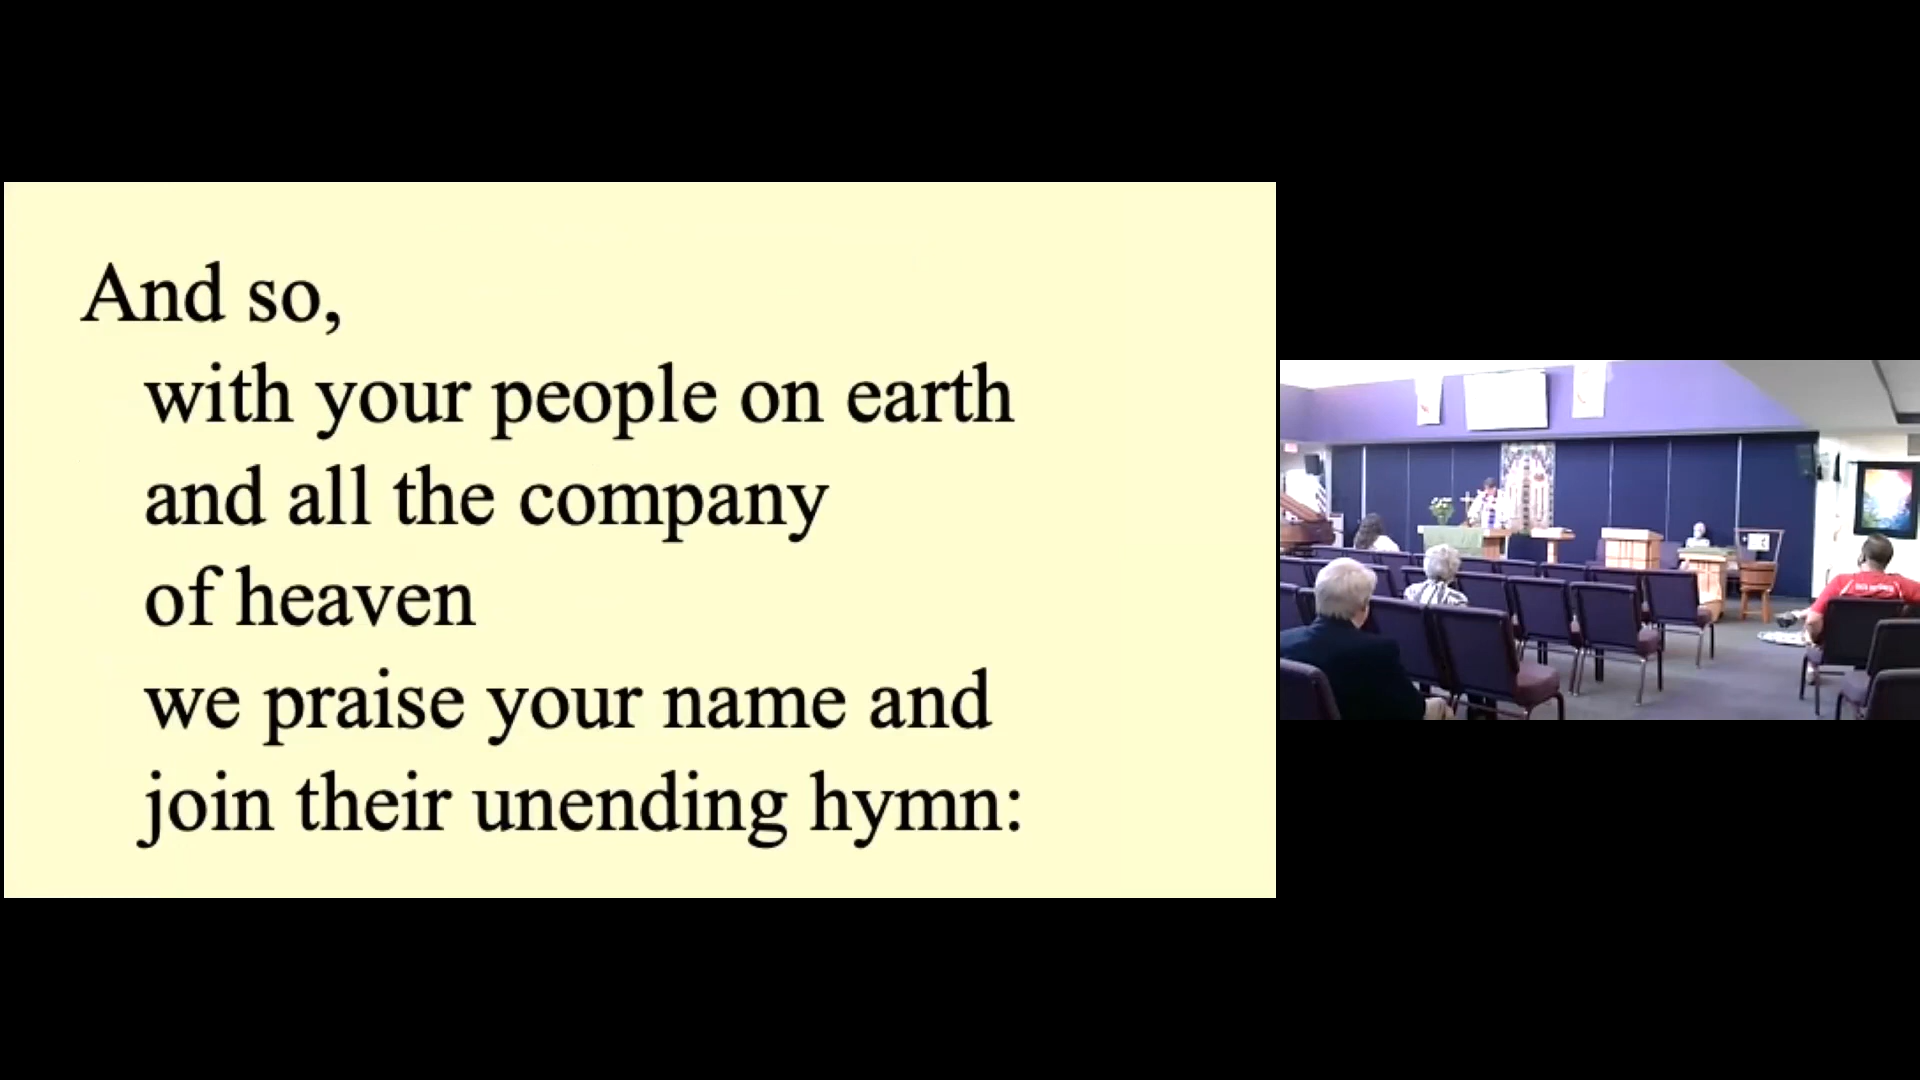 And so,
with your people on earth
and all the company
of heaven
we praise your name and
join their unending hymn: